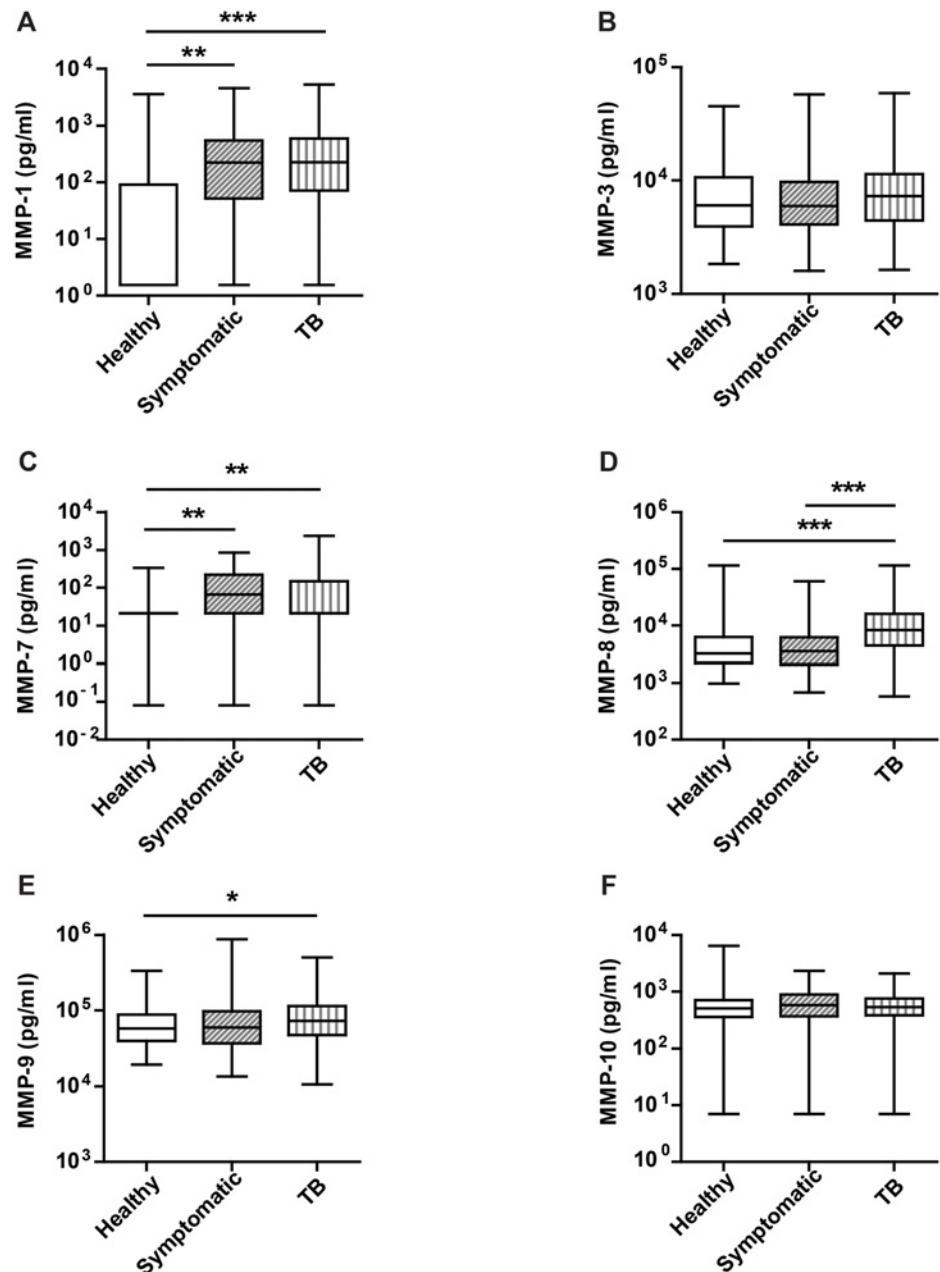 A
***
**
10⁴
10³
10²
10¹
10⁰
MMP-1 (pg/ml)
Healthy
Symptomatic
TB
B
10⁵
10⁴
10³
MMP-3 (pg/ml)
Healthy
Symptomatic
TB
C
**
**
10⁴
10³
10²
10¹
10⁰
10⁻¹
10⁻²
MMP-7 (pg/ml)
Healthy
Symptomatic
TB
D
***
***
10⁶
10⁵
10⁴
10³
10²
MMP-8 (pg/ml)
Healthy
Symptomatic
TB
E
*
10⁶
10⁵
10⁴
10³
MMP-9 (pg/ml)
Healthy
Symptomatic
TB
F
10⁴
10³
10²
10¹
10⁰
MMP-10 (pg/ml)
Healthy
Symptomatic
TB